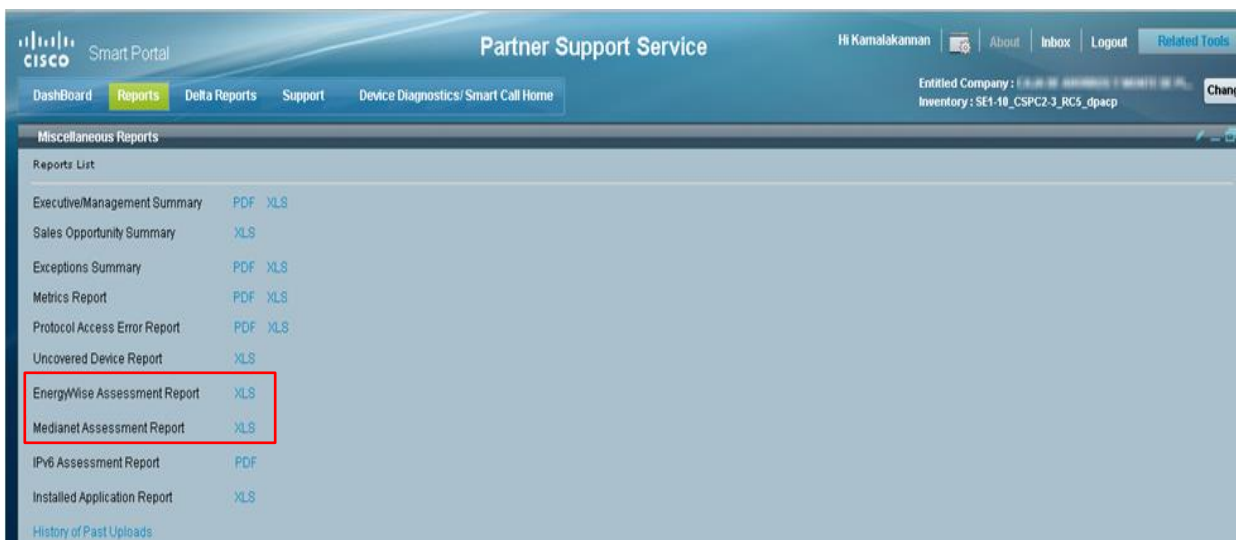 CISCO Smart Portal
Partner Support Service
Hi Kamalakannan About Inbox Logout Related Tools
DashBoard Reports Delta Reports Support Device Diagnostics/ Smart Call Home
Entitled Company :
Inventory : SE1-10_CSPC2-3_RC5_dpacp
Chang
Miscellaneous Reports
Reports List
Executive/Management Summary PDF XLS
Sales Opportunity Summary XLS
Exceptions Summary PDF XLS
Metrics Report PDF XLS
Protocol Access Error Report PDF XLS
Uncovered Device Report XLS
EnergyWise Assessment Report XLS
Medianet Assessment Report XLS
IPv6 Assessment Report PDF
Installed Application Report XLS
History of Past Uploads